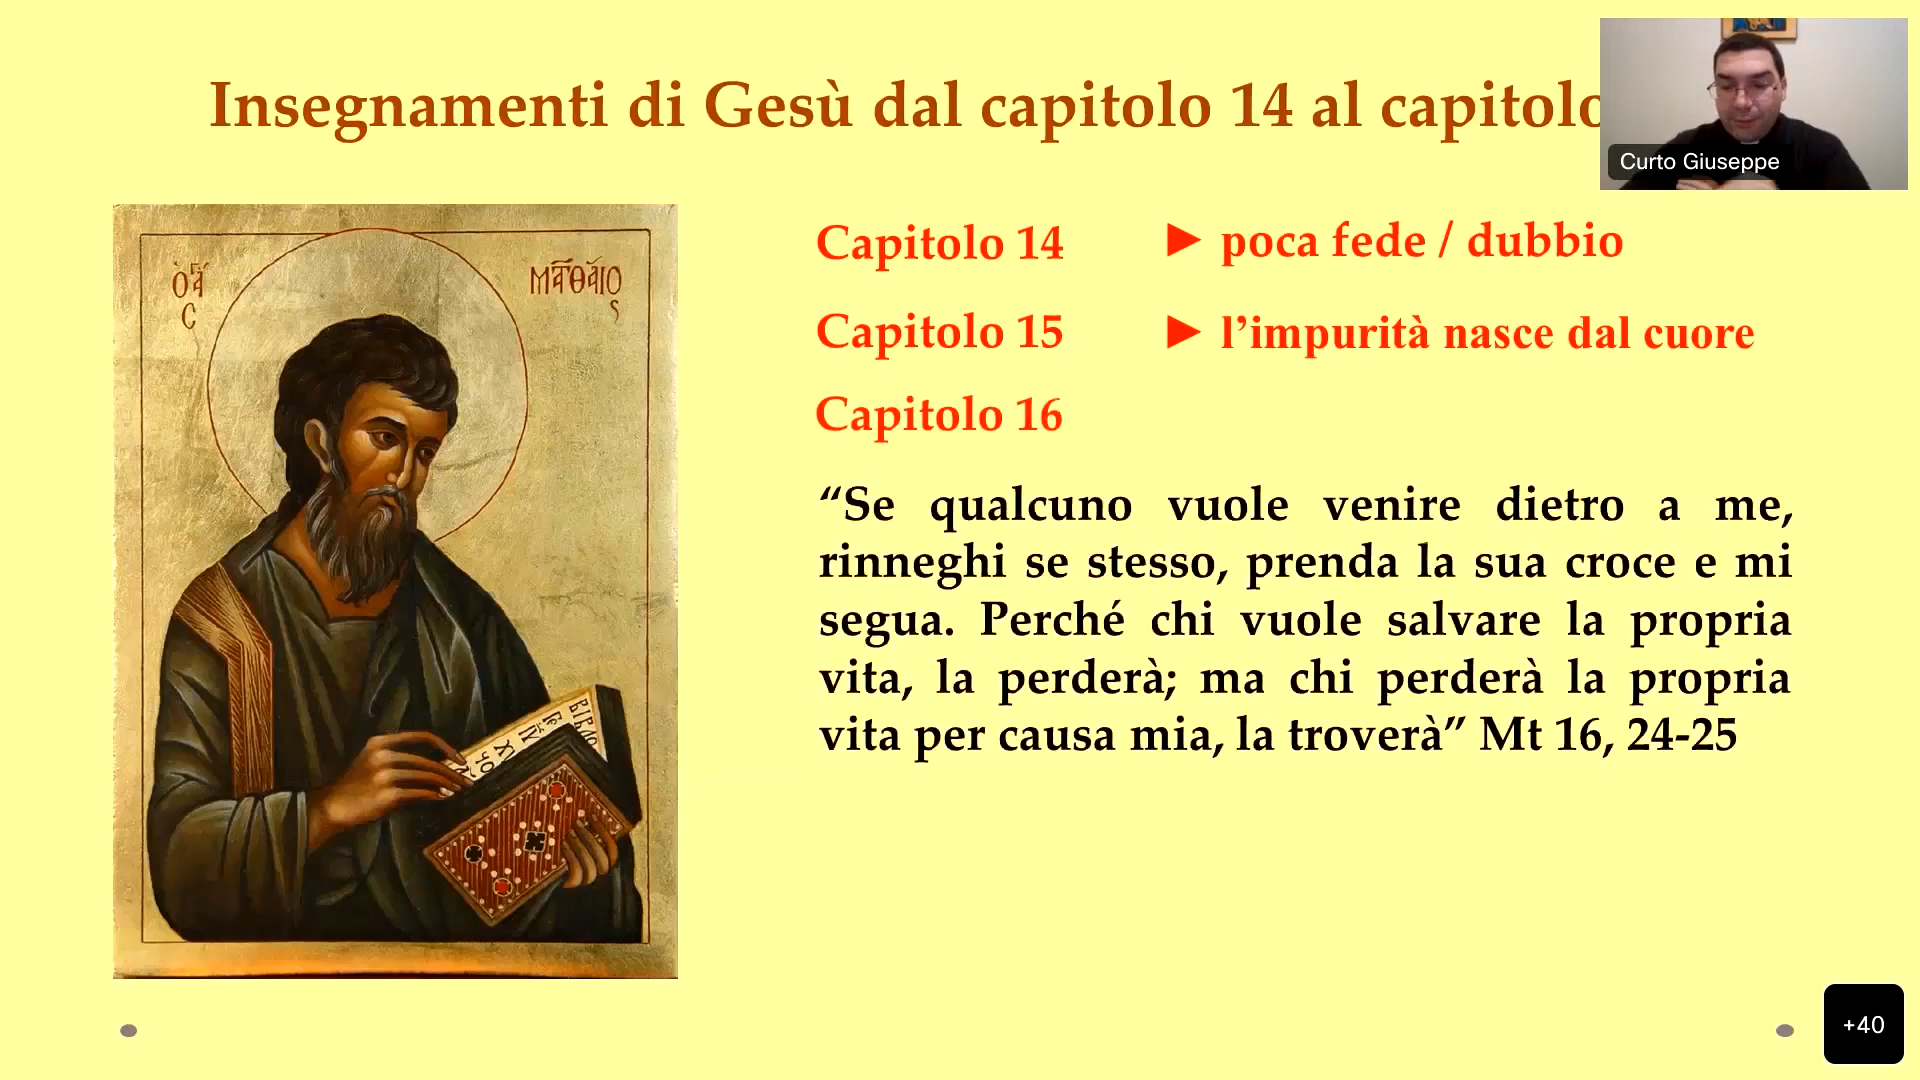 Insegnamenti di Gesù dal capitolo 14 al capitolo
Curto Giuseppe
Capitolo 14 ► poca fede / dubbio
Capitolo 15 ► l’impurità nasce dal cuore
Capitolo 16
“Se qualcuno vuole venire dietro a me,
rinneghi se stesso, prenda la sua croce e mi
segua. Perché chi vuole salvare la propria
vita, la perderà; ma chi perderà la propria
vita per causa mia, la troverà” Mt 16, 24-25
+40